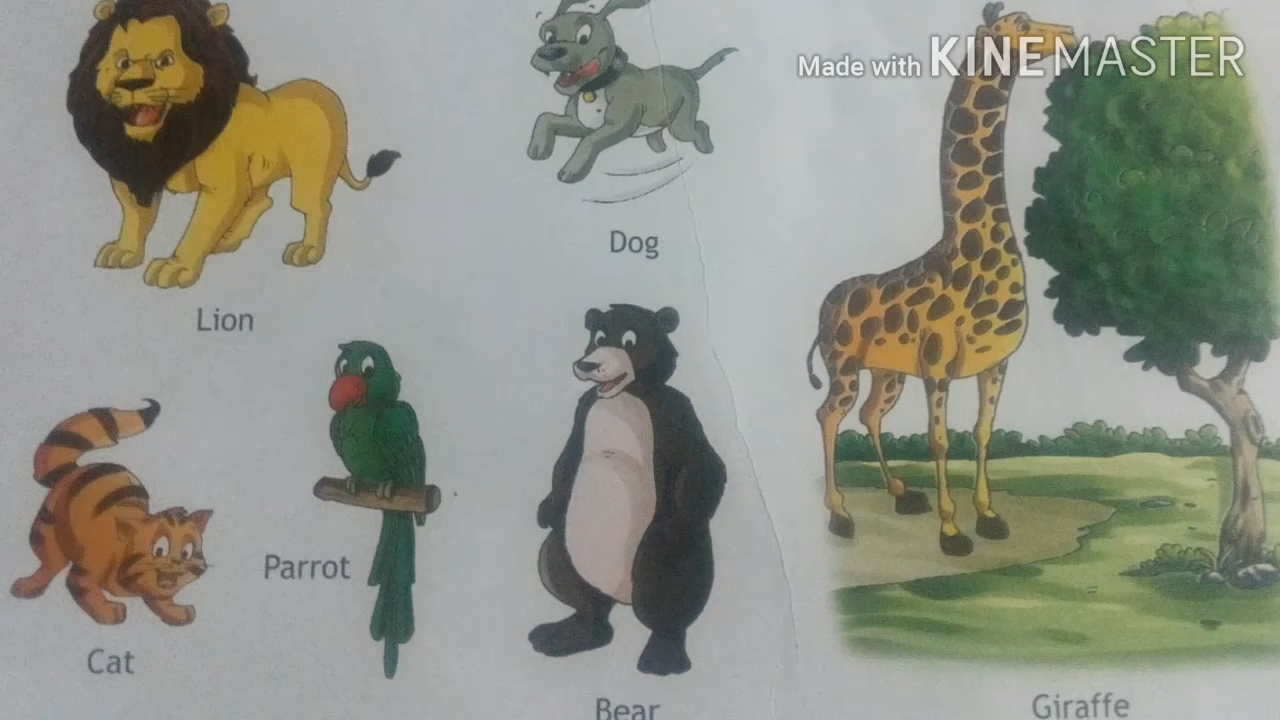 Made with KINEMASTER
Dog
Lion
Parrot
Cat
Bear
Giraffe